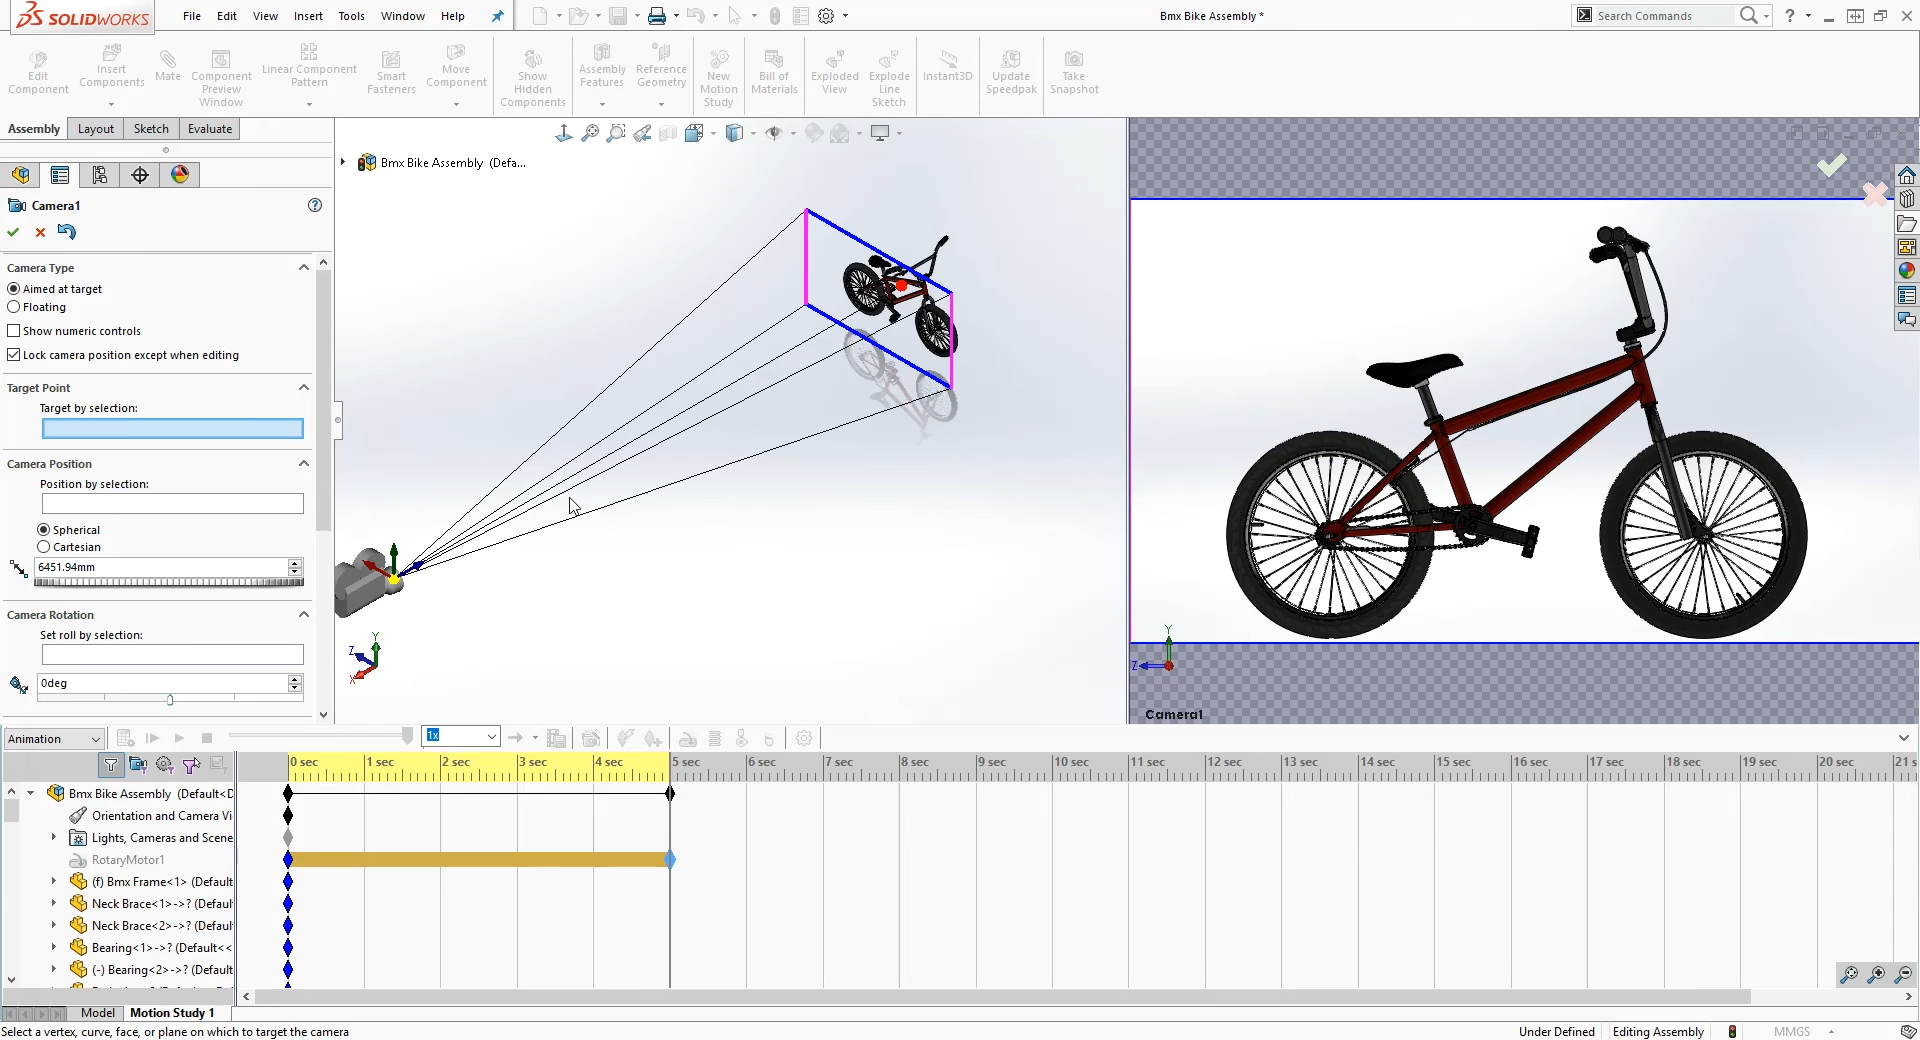 SOLIDWORKS
File Edit View Insert Tools Window Help
Bmx Bike Assembly *
Search Commands
?
Edit Component
Insert Components
Mate
Component Preview Window
Linear Component Pattern
Smart Fasteners
Move Component
Show Hidden Components
Assembly Features
Reference Geometry
New Motion Study
Bill of Materials
Exploded View
Explode Line Sketch
Instant3D
Update Speedpak
Take Snapshot
Assembly Layout Sketch Evaluate
Bmx Bike Assembly (Defa...
Camera1
Camera Type
Aimed at target
Floating
Show numeric controls
Lock camera position except when editing
Target Point
Target by selection:
Camera Position
Position by selection:
Spherical
Cartesian
6451.94mm
Camera Rotation
Set roll by selection:
0deg
Y
Z
X
Y
Z
Camera1
Animation
1x
0 sec 1 sec 2 sec 3 sec 4 sec 5 sec 6 sec 7 sec 8 sec 9 sec 10 sec 11 sec 12 sec 13 sec 14 sec 15 sec 16 sec 17 sec 18 sec 19 sec 20 sec 21 s
Bmx Bike Assembly (Default<D
Orientation and Camera Vi
Lights, Cameras and Scene
RotaryMotor1
(f) Bmx Frame<1> (Default
Neck Brace<1>->? (Defaul
Neck Brace<2>->? (Defaul
Bearing<1>->? (Default<<
(-) Bearing<2>->? (Default
Model Motion Study 1
Select a vertex, curve, face, or plane on which to target the camera
Under Defined Editing Assembly MMGS